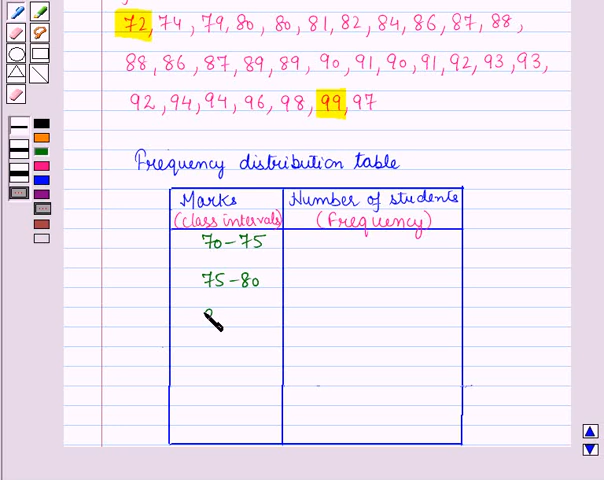 72, 74, 79, 80, 80, 81, 82, 84, 86, 87, 88,
88, 86, 87, 89, 89, 90, 91, 90, 91, 92, 93, 93,
92, 94, 94, 96, 98, 99, 97
Frequency distribution table
Marks Number of students
(class intervals) (Frequency)
70-75
75-80